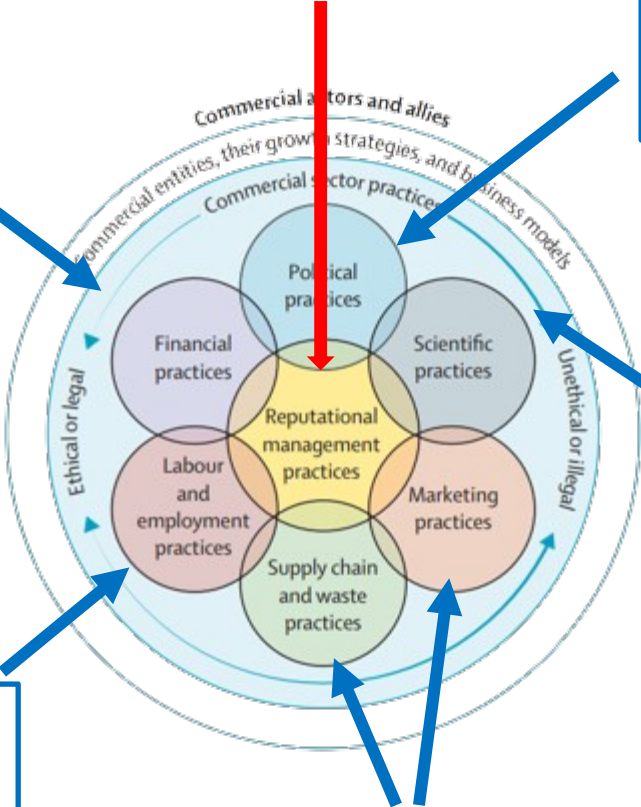 Commercial actors and allies
Commercial entities, their growth strategies, and business models
Commercial sector practices
Political
practices
Financial
practices
Scientific
practices
Ethical or legal
Unethical or illegal
Reputational
management
practices
Labour
and
employment
practices
Marketing
practices
Supply chain
and waste
practices